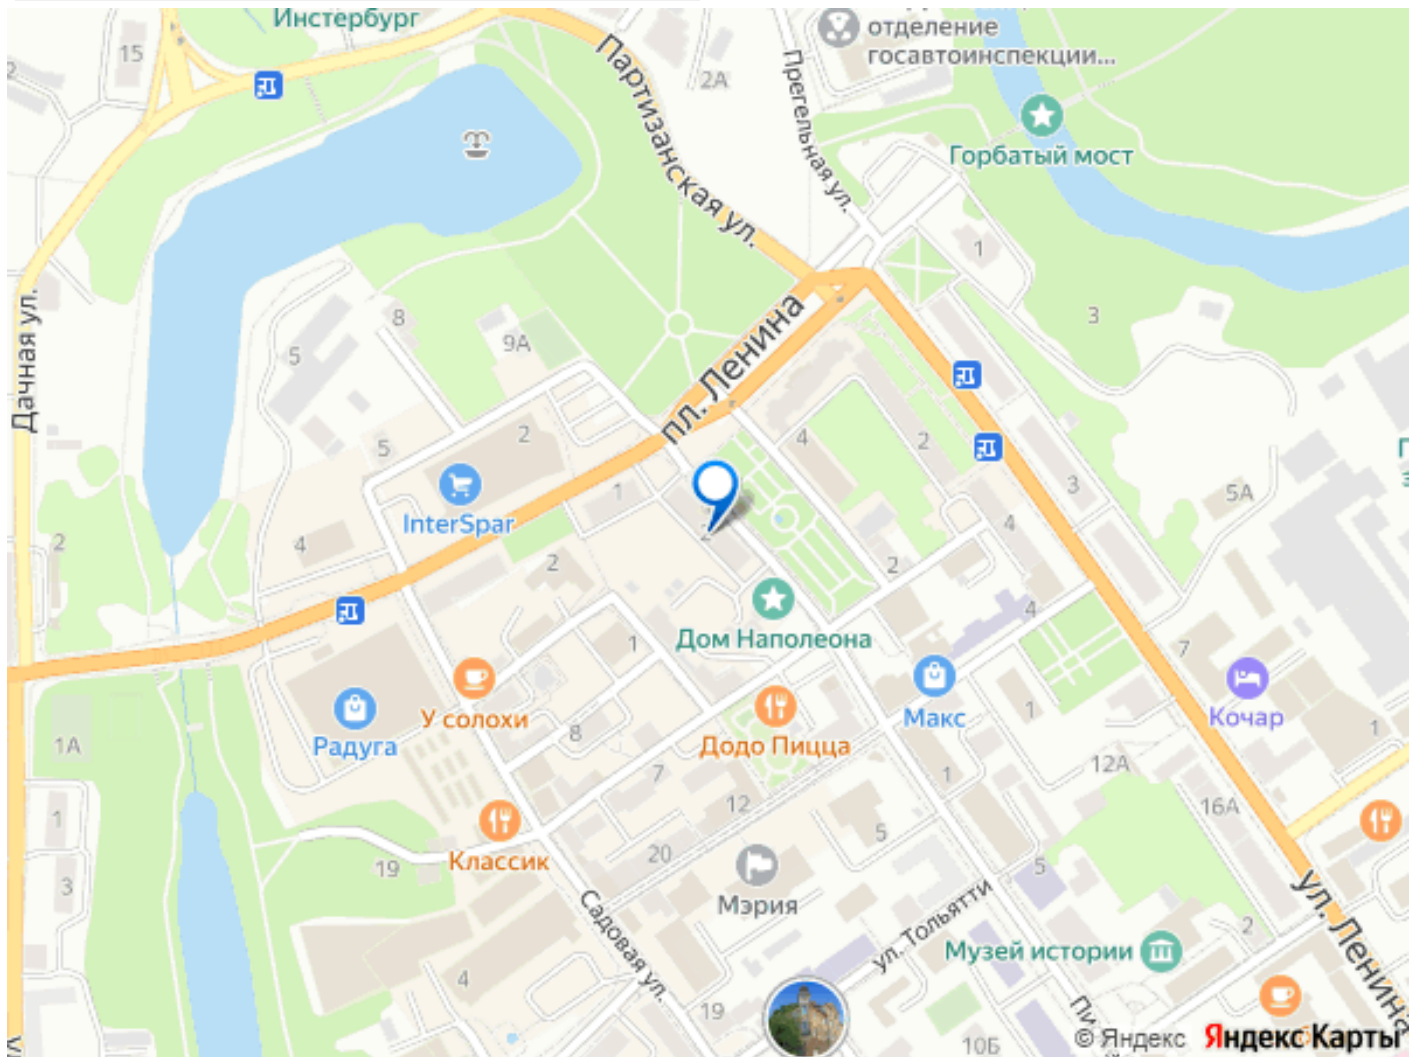 Инстербург
отделение
госавтоинспекции...
15
2А
Партизанская ул.
Прегельная ул.
Горбатый мост
Дачная ул.
1
3
8
9А
5
пл. Ленина
2
4
2
5
InterSpar
1
2
3
5А
4
4
2
2
2
Дом Наполеона
1
4
7
У солохи
Макс
Кочар
Радуга
Додо Пицца
8
1
1
1А
7
1
12А
12
16А
1
5
Классик
20
19
5
3
Мэрия
Садовая ул.
ул. Тольятти
2
ул. Ленина
Музей истории
4
19
10Б
© Яндекс Яндекс Карты